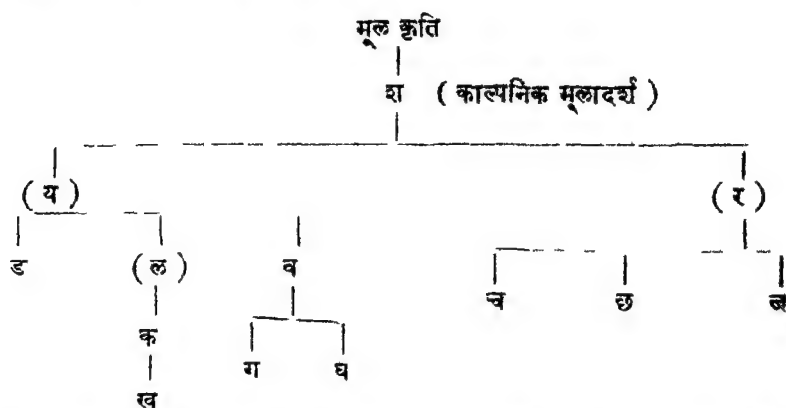 मूल कृति
श (काल्पनिक मूलादर्श)
(य) (र)
ड (ल) व च छ
क
ग घ
ख